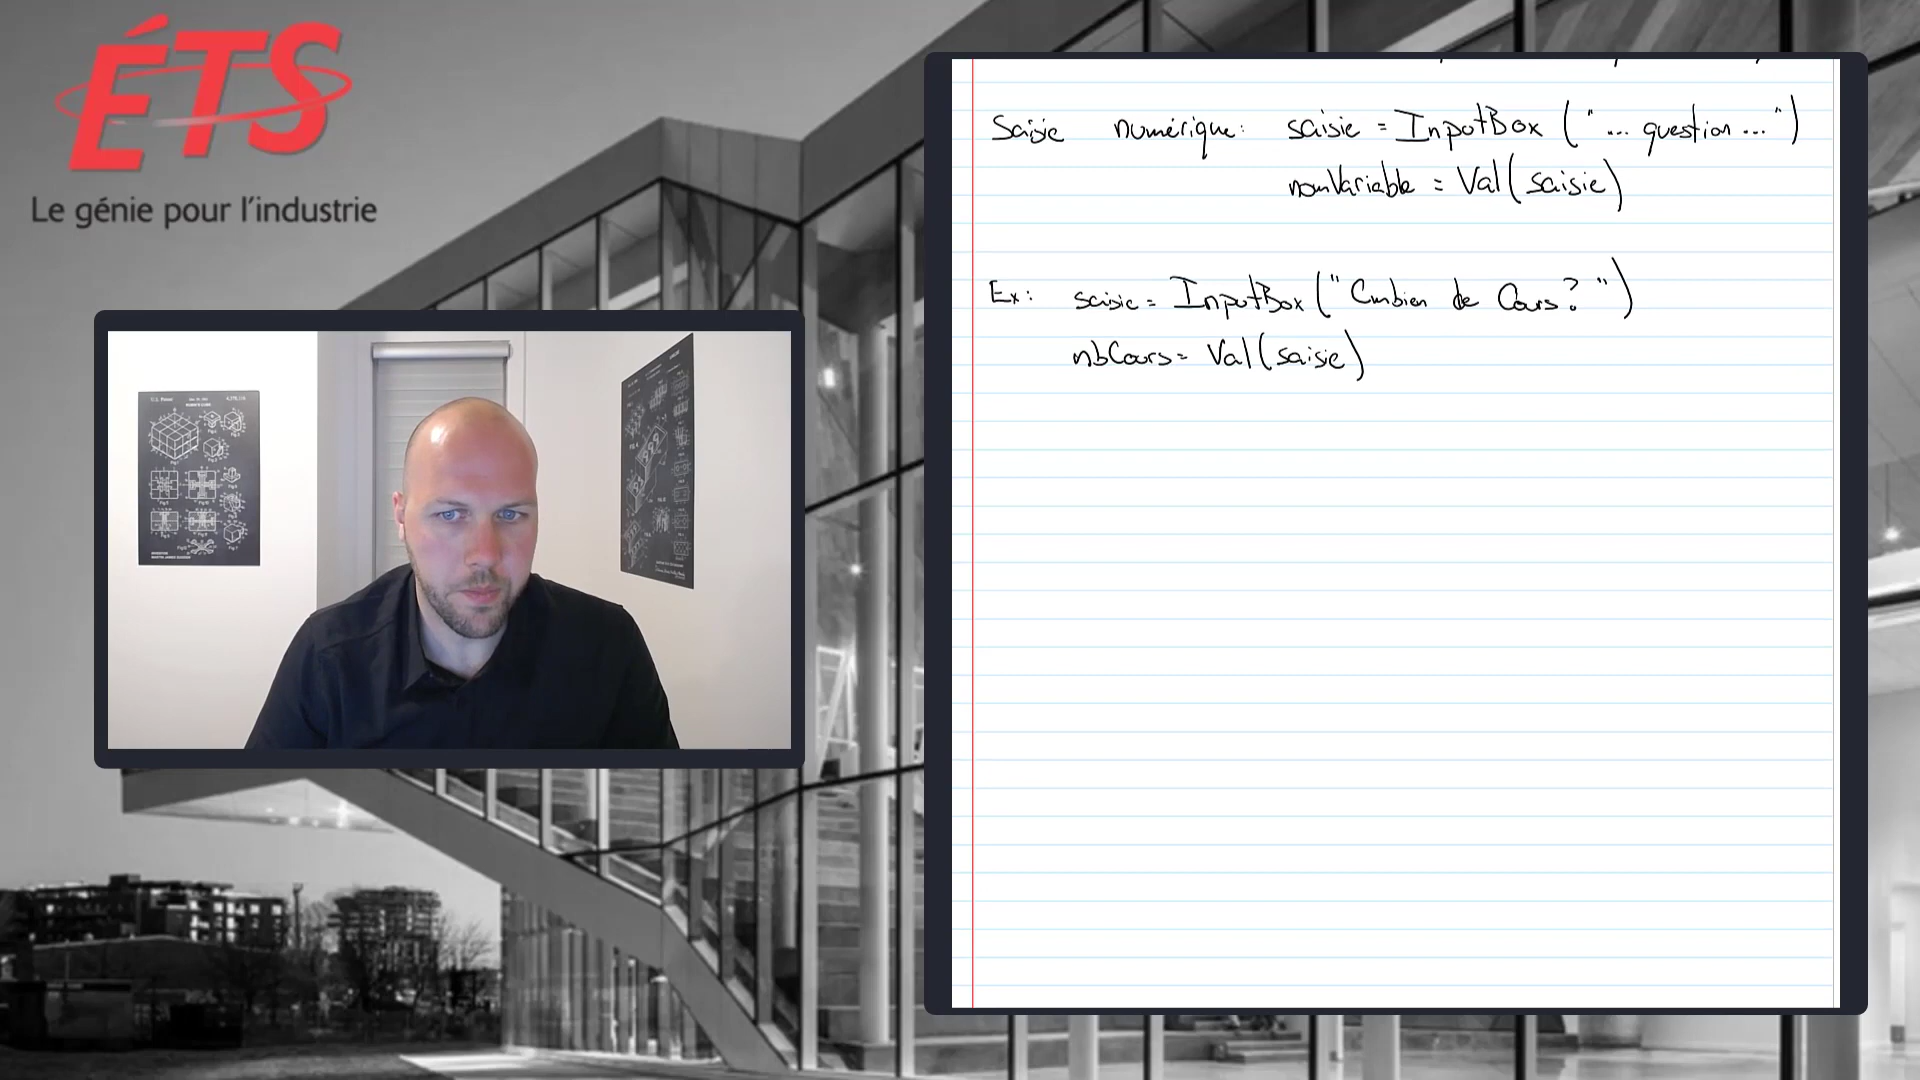 ÉTS
Le génie pour l'industrie
Saisie numérique: saisie = InputBox ("... question ...")
nomVariable = Val(saisie)
Ex: saisie = InputBox ("Combien de Cours?")
nbCours = Val(saisie)